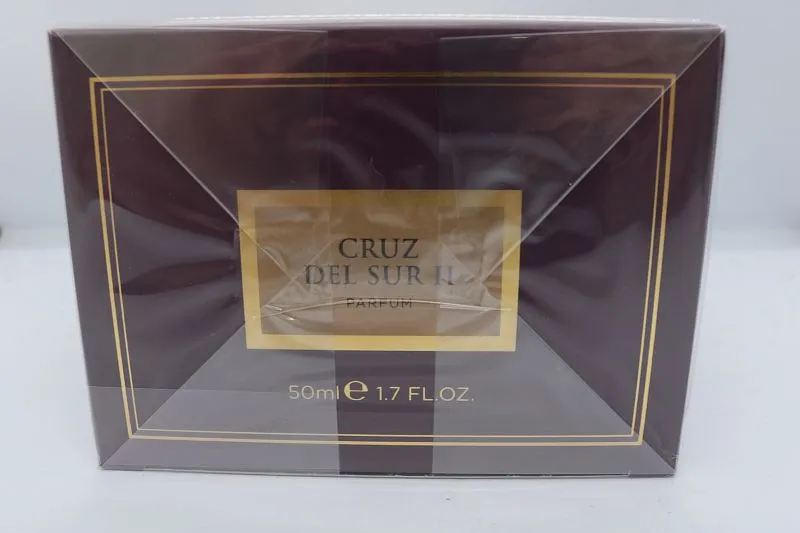 CRUZ
DEL SUR II
PARFUM
50ml ℮ 1.7 FL.OZ.